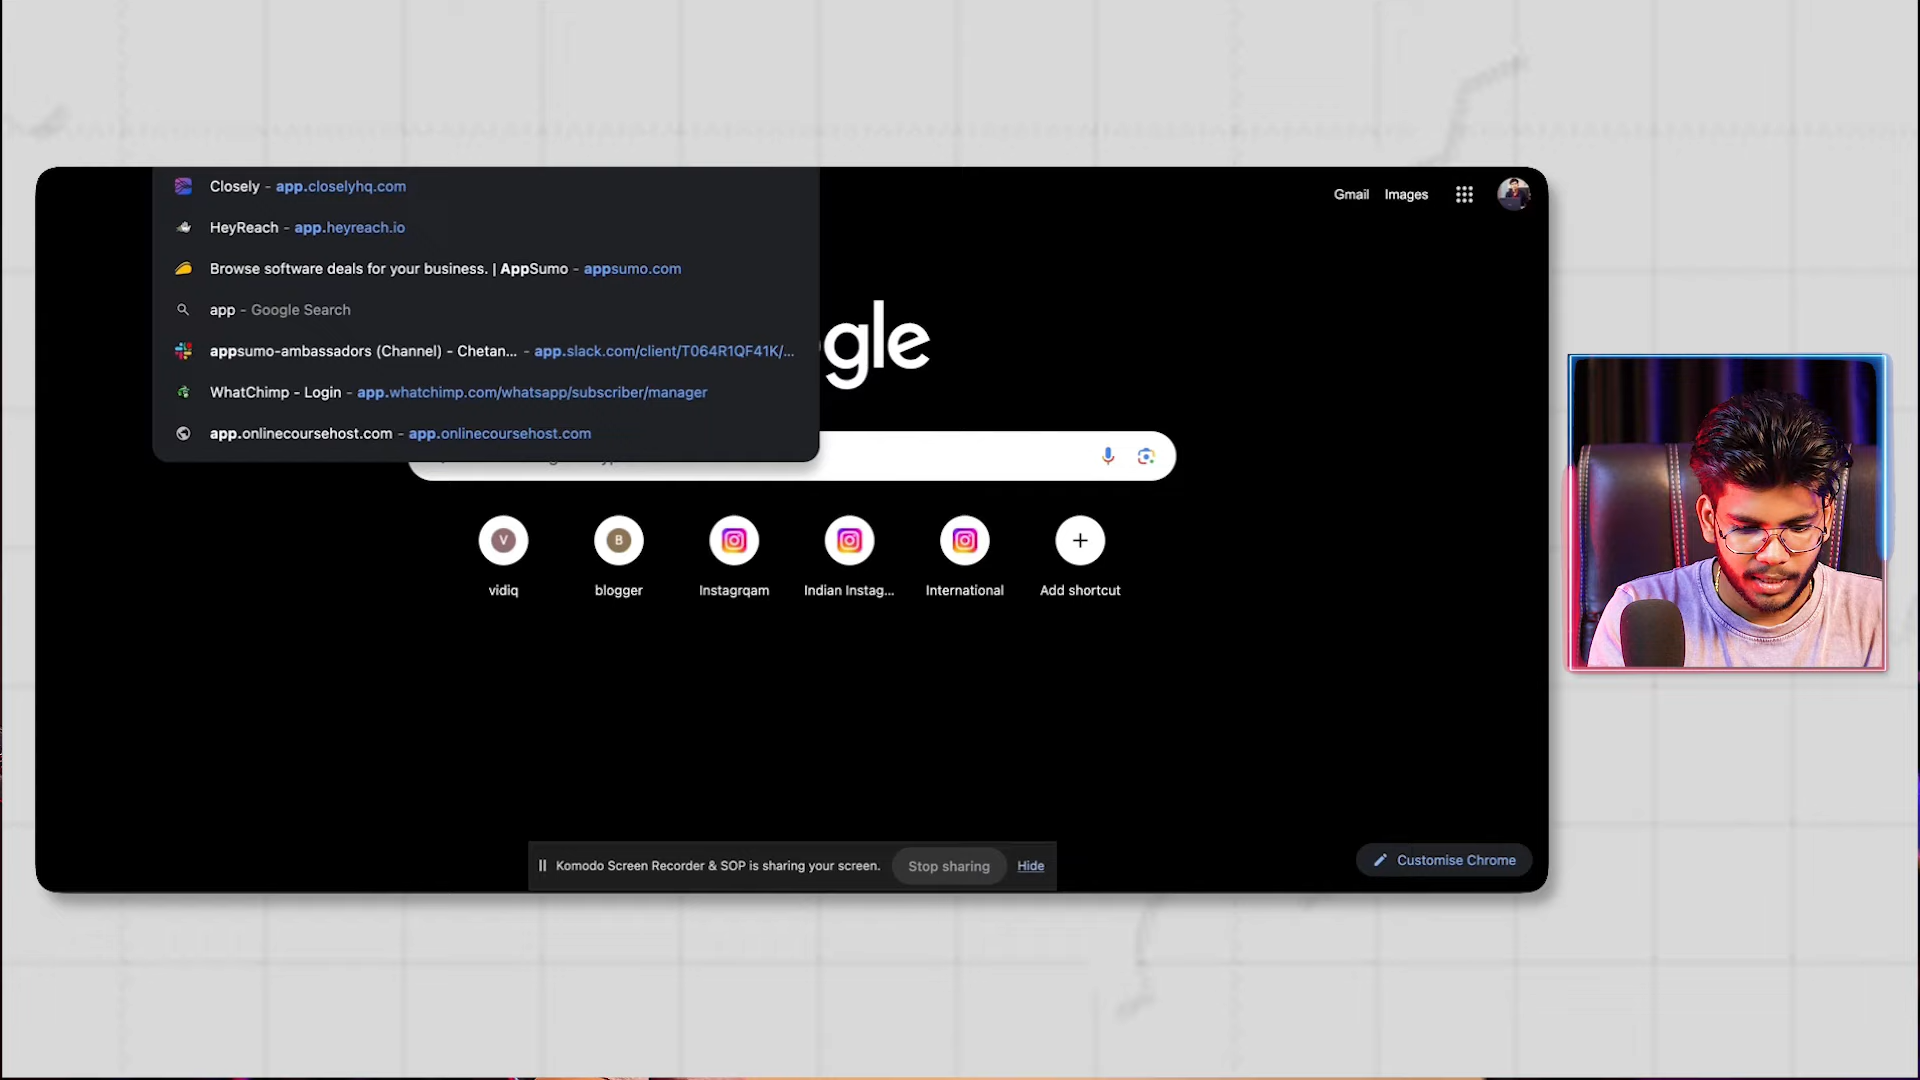 Closely - app.closelyhq.com
Gmail Images
HeyReach - app.heyreach.io
Browse software deals for your business. | AppSumo - appsumo.com
app - Google Search
gle
appsumo-ambassadors (Channel) - Chetan... - app.slack.com/client/T064R1QF41K/...
WhatChimp - Login - app.whatchimp.com/whatsapp/subscriber/manager
app.onlinecoursehost.com - app.onlinecoursehost.com
V
B
vidiq
blogger
Instagrqam
Indian Instag...
International
Add shortcut
Komodo Screen Recorder & SOP is sharing your screen. Stop sharing Hide
Customise Chrome